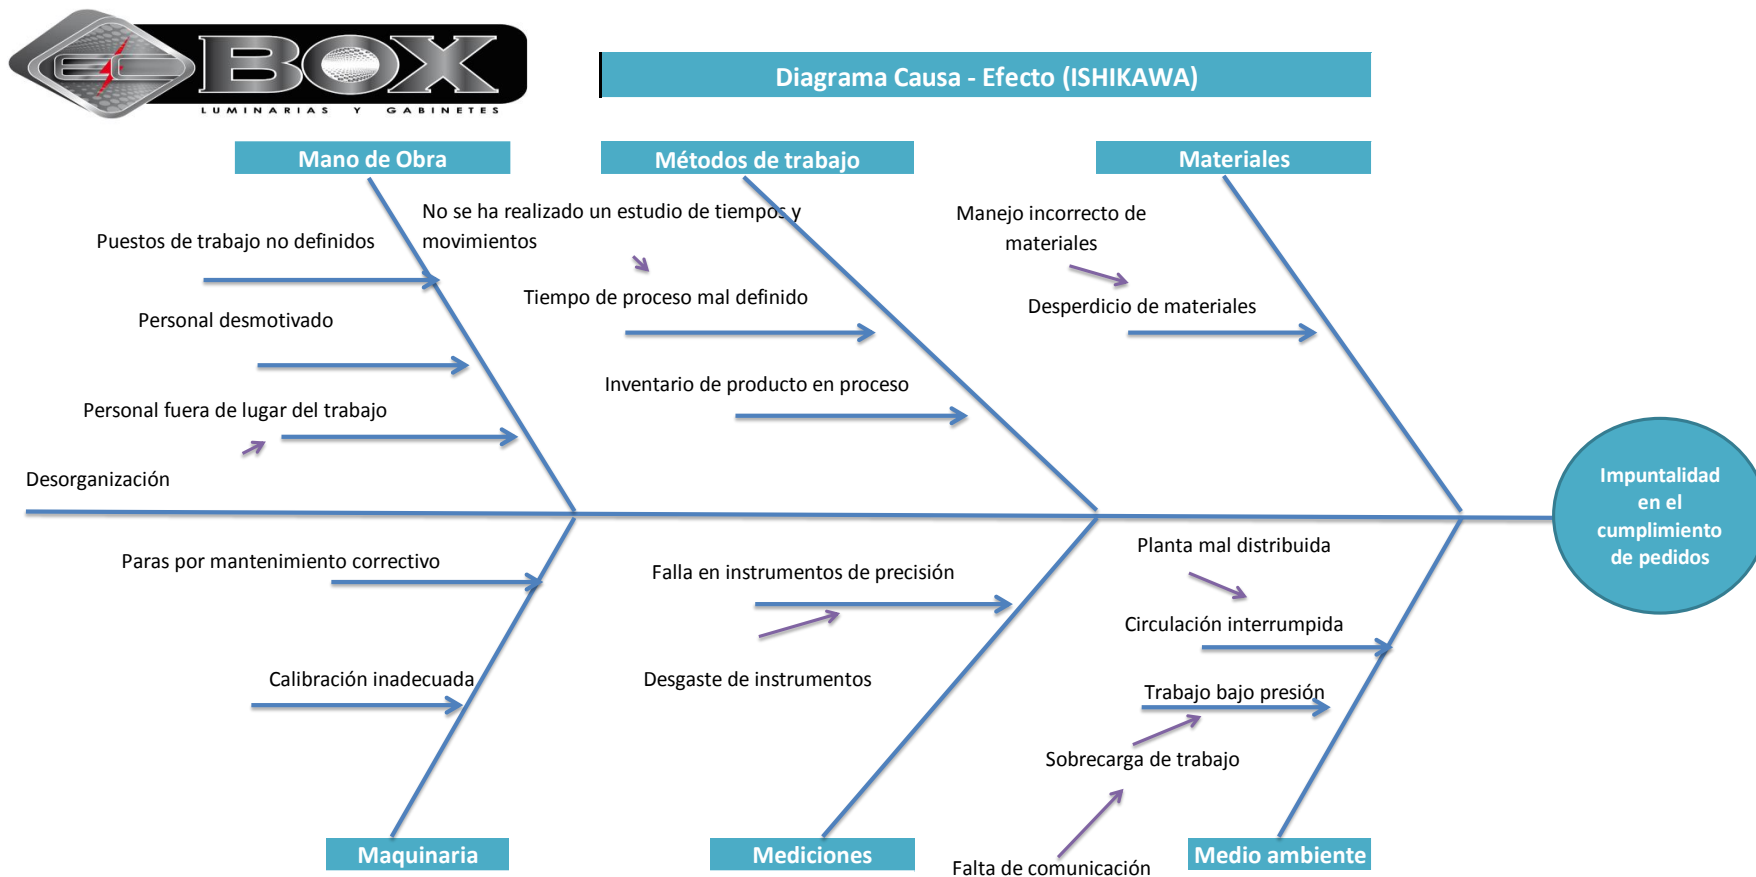 EC BOX
LUMINARIAS Y GABINETES
Diagrama Causa - Efecto (ISHIKAWA)
Mano de Obra
Métodos de trabajo
Materiales
No se ha realizado un estudio de tiempos y
movimientos
Manejo incorrecto de
materiales
Puestos de trabajo no definidos
Tiempo de proceso mal definido
Desperdicio de materiales
Personal desmotivado
Inventario de producto en proceso
Personal fuera de lugar del trabajo
Desorganización
Impuntalidad
en el
cumplimiento
de pedidos
Paras por mantenimiento correctivo
Falla en instrumentos de precisión
Planta mal distribuida
Circulación interrumpida
Calibración inadecuada
Desgaste de instrumentos
Trabajo bajo presión
Sobrecarga de trabajo
Falta de comunicación
Maquinaria
Mediciones
Medio ambiente